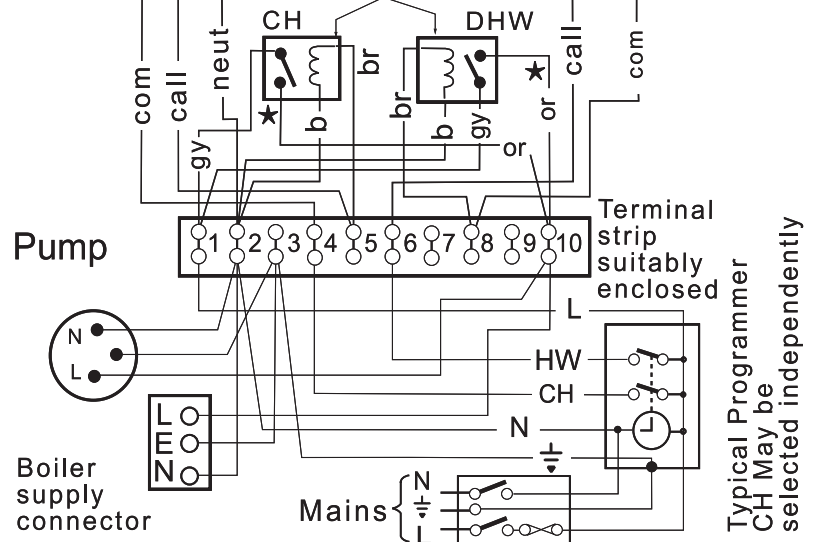 CH
DHW
com
call
neut
br
call
com
gy
b
br
b
gy
or
or
1 2 3 4 5 6 7 8 9 10
Terminal
strip
suitably
enclosed
Pump
N
L
L
HW
CH
N
L
E
N
Boiler
supply
connector
Mains
N
L
Typical Programmer
CH May be
selected independently